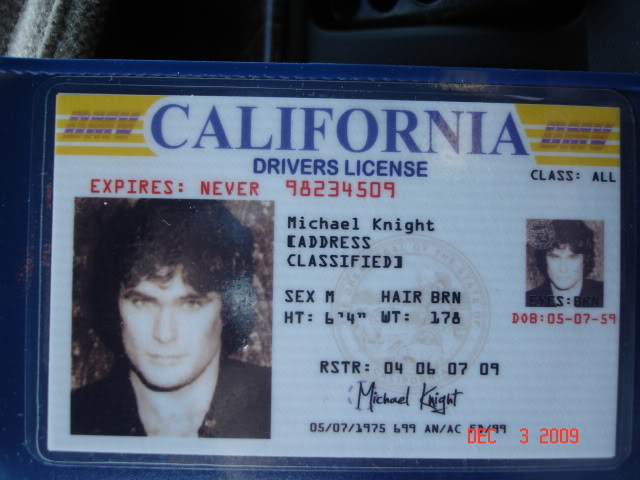 DMV CALIFORNIA DMV
DRIVERS LICENSE
CLASS: ALL
EXPIRES: NEVER 98234509
Michael Knight
[ADDRESS
CLASSIFIED]
SEX M HAIR BRN
EYES:BRN
HT: 6'4" WT: 178
DOB:05-07-59
RSTR: 04 06 07 09
Michael Knight
05/07/1975 699 AN/AC
DEC 3 2009